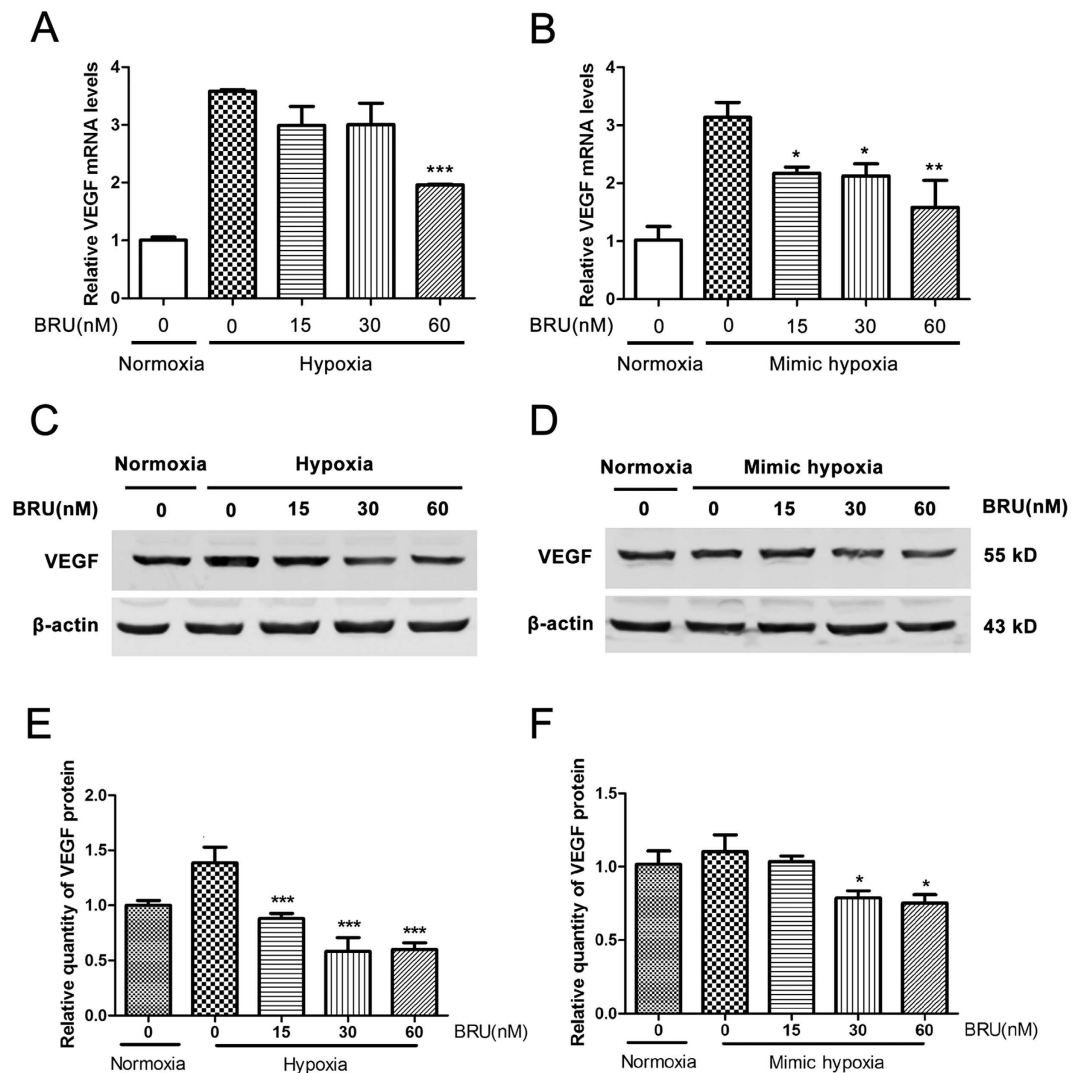 A
Relative VEGF mRNA levels
4
3
2
1
0
***
BRU(nM) 0 0 15 30 60
Normoxia Hypoxia
B
Relative VEGF mRNA levels
4
3
2
1
0
* * **
BRU(nM) 0 0 15 30 60
Normoxia Mimic hypoxia
C
Normoxia Hypoxia
BRU(nM) 0 0 15 30 60
VEGF
β-actin
D
Normoxia Mimic hypoxia
0 0 15 30 60 BRU(nM)
VEGF 55 kD
β-actin 43 kD
E
Relative quantity of VEGF protein
2.0
1.5
1.0
0.5
0.0
*** *** ***
0 0 15 30 60 BRU(nM)
Normoxia Hypoxia
F
Relative quantity of VEGF protein
1.5
1.0
0.5
0.0
* *
0 0 15 30 60 BRU(nM)
Normoxia Mimic hypoxia